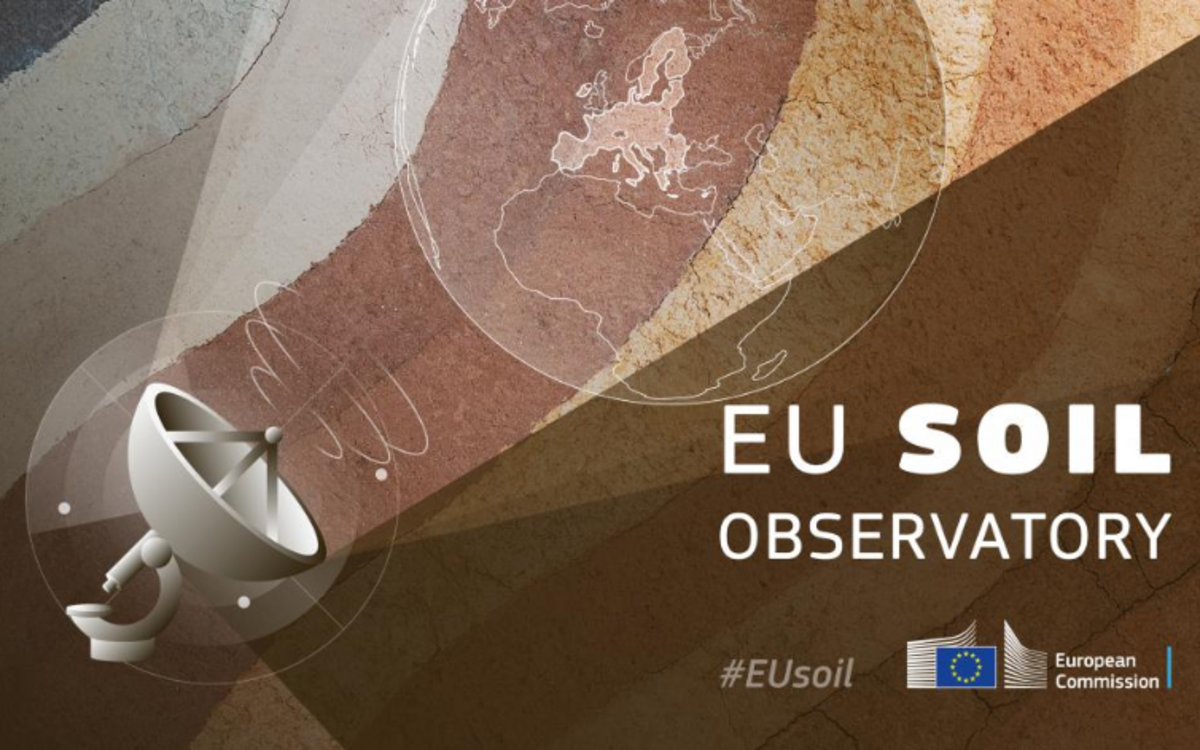 EU SOIL
OBSERVATORY
#EUsoil
European
Commission